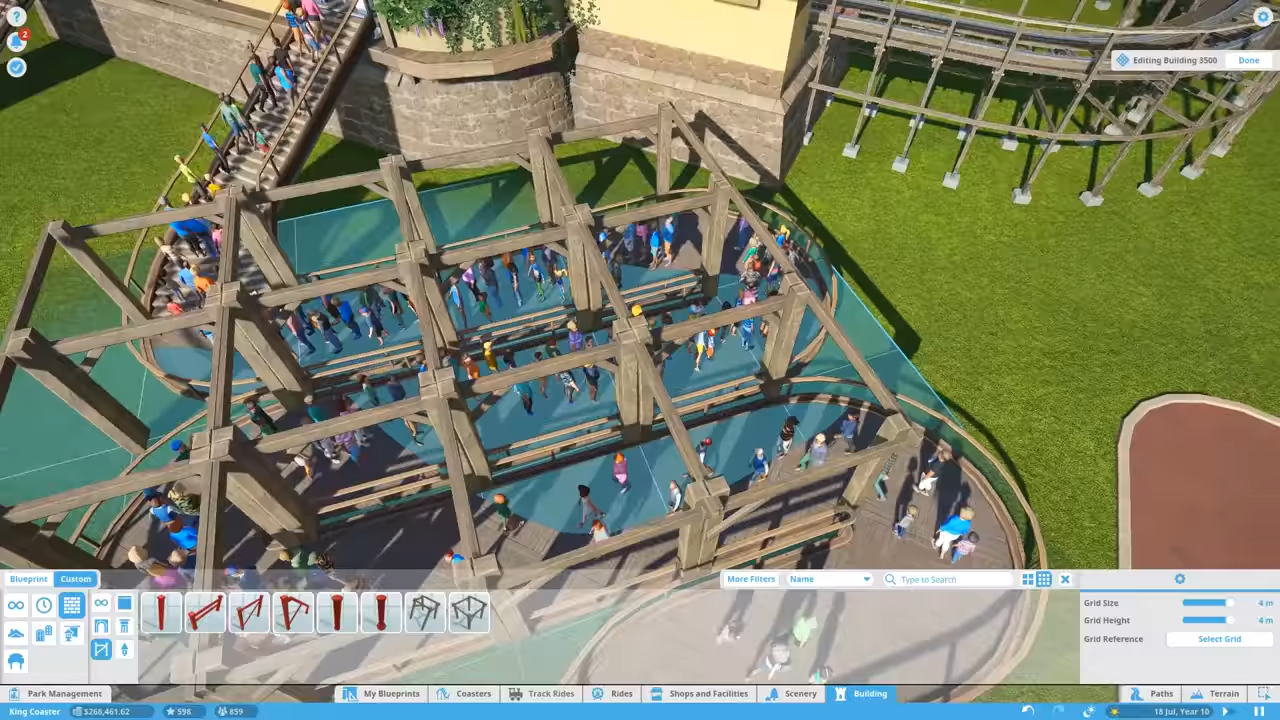 ?
2
Editing Building 3500 Done
Blueprint Custom
More Filters Name Type to Search
Grid Size 4 m
Grid Height 4 m
Grid Reference Select Grid
Park Management My Blueprints Coasters Track Rides Rides Shops and Facilities Scenery Building Paths Terrain
King Coaster $268,461.62 598 859 18 Jul, Year 10